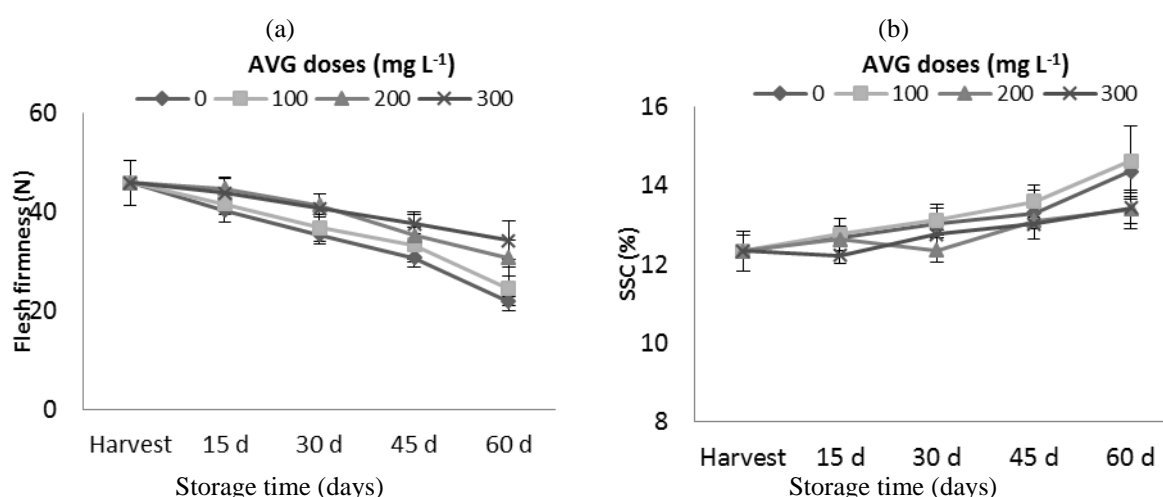 (a)
AVG doses (mg L-1)
0 100 200 300
60
40
20
0
Flesh firmness (N)
Harvest 15 d 30 d 45 d 60 d
Storage time (days)
(b)
AVG doses (mg L-1)
0 100 200 300
16
14
12
10
8
SSC (%)
Harvest 15 d 30 d 45 d 60 d
Storage time (days)